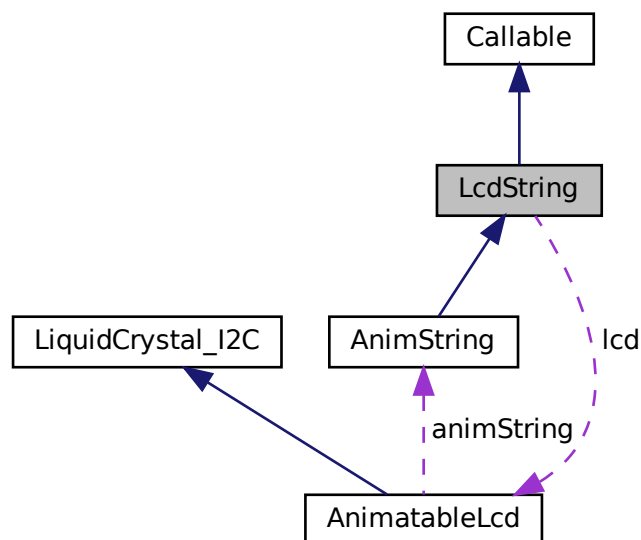 Callable
LcdString
LiquidCrystal_I2C
AnimString
lcd
animString
AnimatableLcd